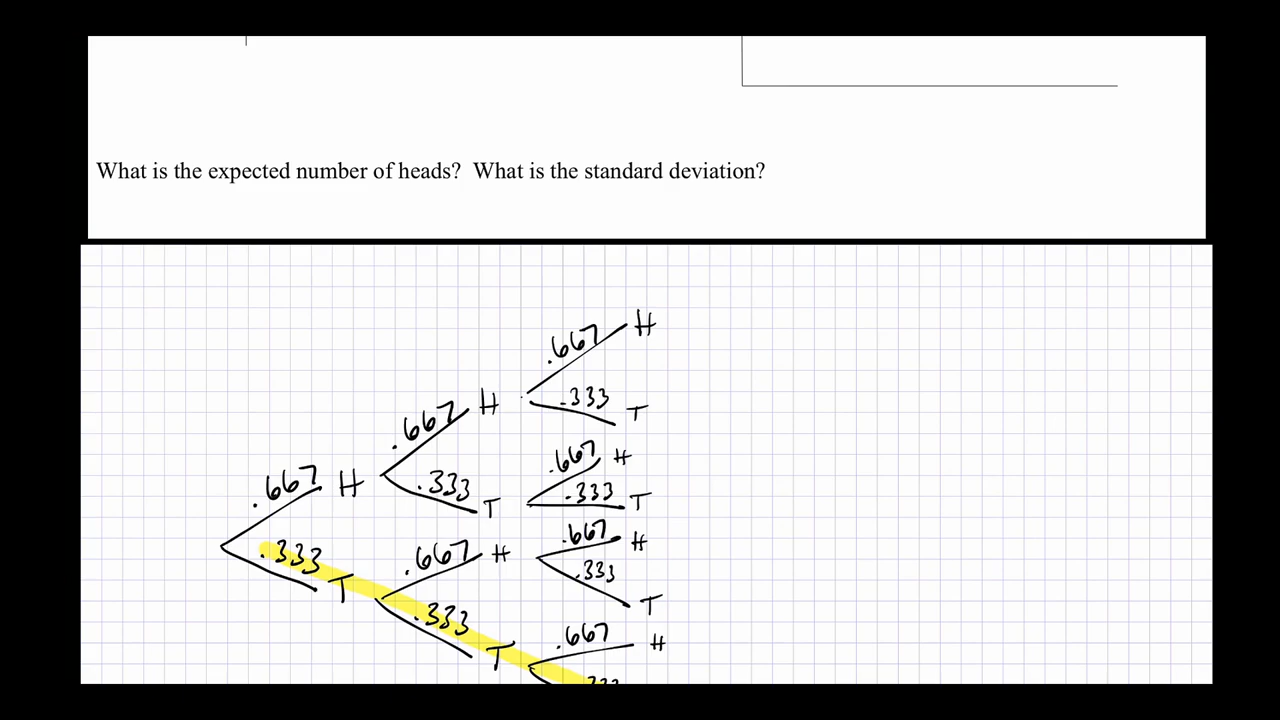 What is the expected number of heads?  What is the standard deviation?
.667 H
.333 T
.667 H
.333 T
.667 H
.333 T
.667 H
.333 T
.667 H
.333 T
.667 H
.333 T
.667 H